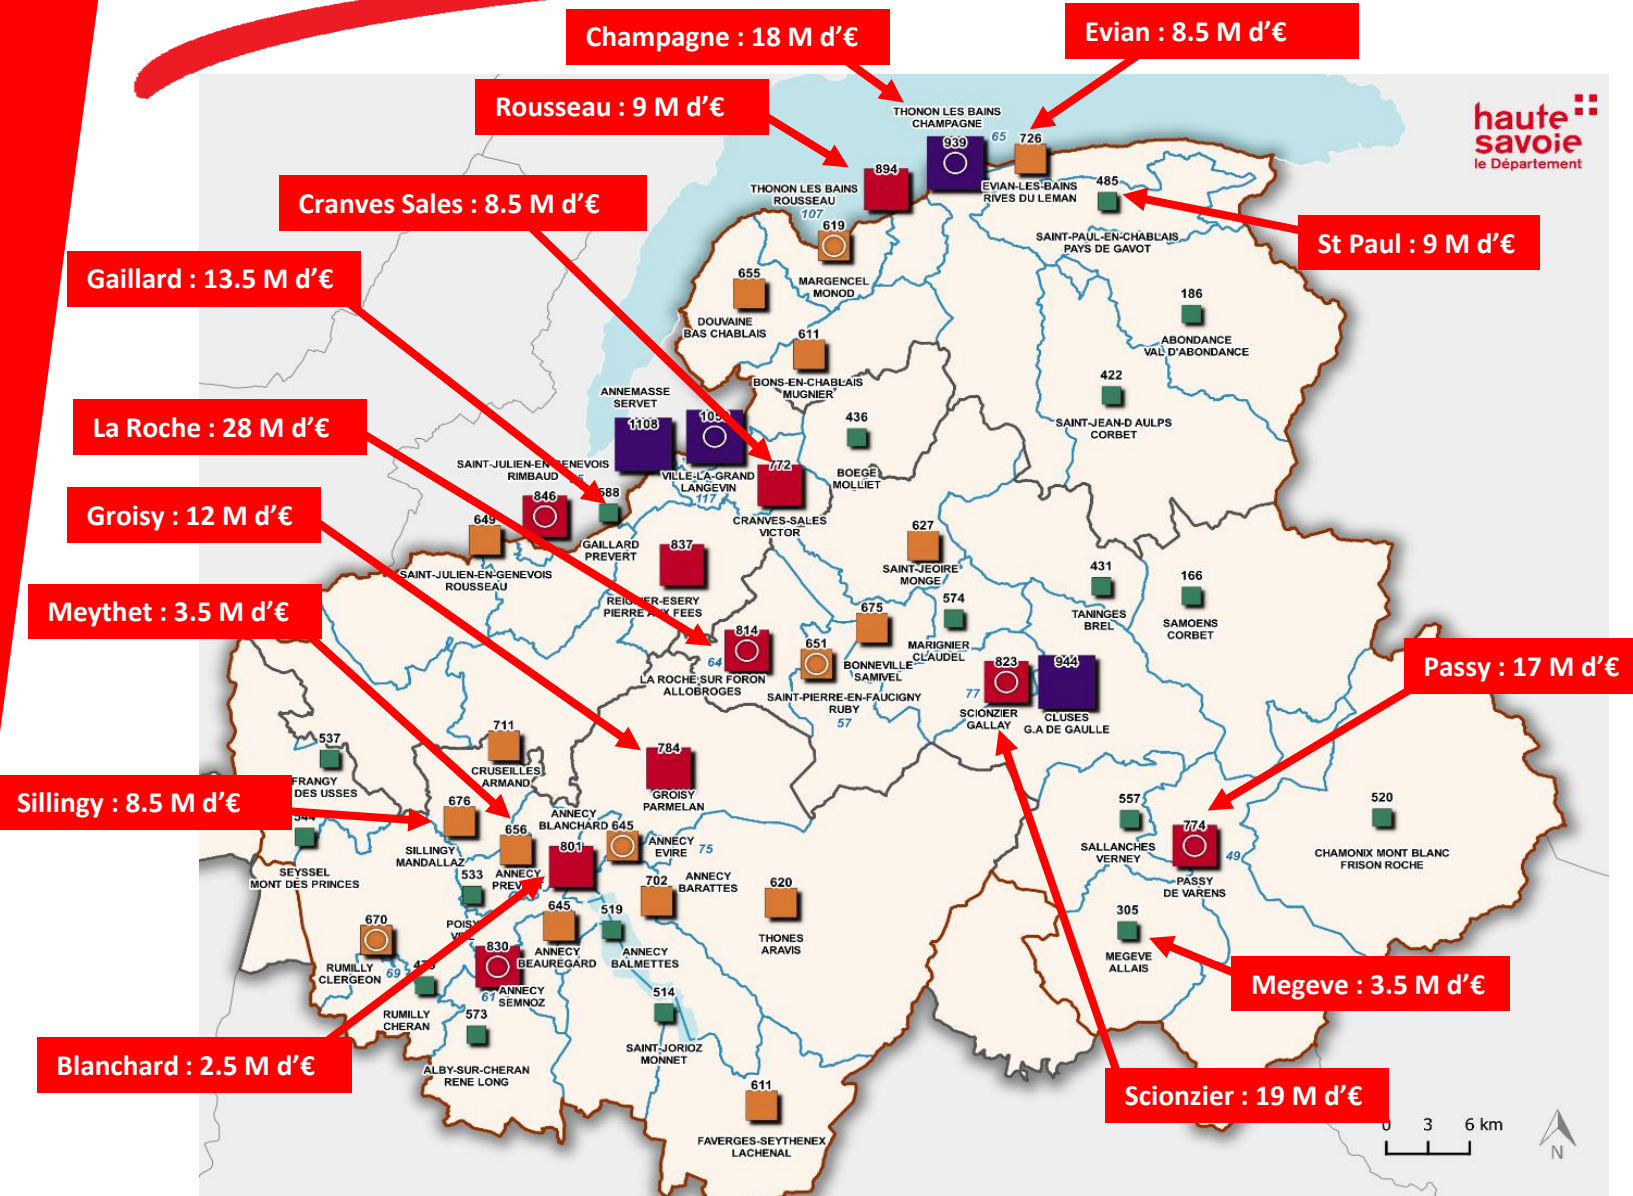 Champagne : 18 M d'€
Evian : 8.5 M d'€
Rousseau : 9 M d'€
haute
savoie
le Département
THONON LES BAINS
CHAMPAGNE
939
65
726
EVIAN-LES-BAINS
RIVES DU LEMAN
894
THONON LES BAINS
ROUSSEAU
107
485
SAINT-PAUL-EN-CHABLAIS
PAYS DE GAVOT
Cranves Sales : 8.5 M d'€
St Paul : 9 M d'€
619
MARGENCEL
MONOD
Gaillard : 13.5 M d'€
655
DOUVAINE
BAS CHABLAIS
186
ABONDANCE
VAL D'ABONDANCE
611
BONS-EN-CHABLAIS
MUGNIER
422
SAINT-JEAN-D AULPS
CORBET
ANNEMASSE
SERVET
1108
VILLE-LA-GRAND
LANGEVIN
117
436
BOEGE
MOLLIET
La Roche : 28 M d'€
SAINT-JULIEN-EN-GENEVOIS
RIMBAUD
846
588
GAILLARD
PREVERT
772
CRANVES-SALES
VICTOR
Groisy : 12 M d'€
649
SAINT-JULIEN-EN-GENEVOIS
ROUSSEAU
837
REIGNIER-ESERY
PIERRE AUX FEES
627
SAINT-JEOIRE
MONGE
431
TANINGES
BREL
166
SAMOENS
CORBET
Meythet : 3.5 M d'€
574
MARIGNIER
CLAUDEL
675
BONNEVILLE
SAMIVEL
814
64
LA ROCHE SUR FORON
ALLOBROGES
651
SAINT-PIERRE-EN-FAUCIGNY
RUBY
57
823
77
SCIONZIER
GALLAY
944
CLUSES
G.A DE GAULLE
Passy : 17 M d'€
537
FRANGY
DES USSES
711
CRUSEILLES
ARMAND
784
GROISY
PARMELAN
Sillingy : 8.5 M d'€
676
SILLINGY
MANDALLAZ
656
ANNECY
ANNECY
BLANCHARD
801
645
ANNECY
EVIRE
75
557
SALLANCHES
VERNEY
774
49
PASSY
DE VARENS
520
CHAMONIX MONT BLANC
FRISON ROCHE
SEYSSEL
MONT DES PRINCES
533
702
ANNECY
BARATTES
620
THONES
ARAVIS
670
RUMILLY
CLERGEON
69
830
61
ANNECY
SEMNOZ
645
ANNECY
BEAUREGARD
519
ANNECY
BALMETTES
305
MEGEVE
ALLAIS
Megeve : 3.5 M d'€
RUMILLY
CHERAN
573
ALBY-SUR-CHERAN
RENE LONG
514
SAINT-JORIOZ
MONNET
Blanchard : 2.5 M d'€
611
FAVERGES-SEYTHENEX
LACHENAL
Scionzier : 19 M d'€
0 3 6 km
N